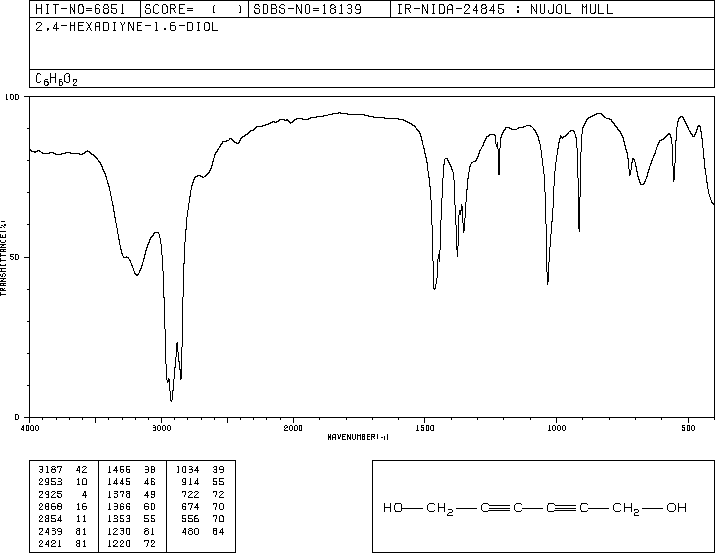 HIT-NO=6851 SCORE= ( ) SDBS-NO=18139 IR-NIDA-24845 : NUJOL MULL
2,4-HEXADIYNE-1,6-DIOL
C6H6O2
100
50
0
TRANSMITTANCE(%)
4000 3000 2000 1500 1000 500
WAVENUMBER(-1)
3187 42 1466 38 1034 39
2953 10 1445 46 914 55
2925 4 1378 49 722 72
2868 16 1366 60 674 70
2854 11 1353 55 556 70
2439 81 1230 81 480 84
2421 81 1220 72
HO—CH2—C≡C—C≡C—CH2—OH